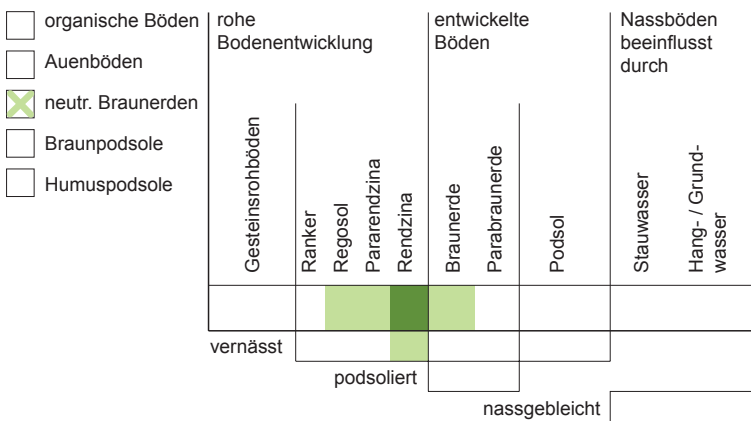 organische Böden
Auenböden
neutr. Braunerden
Braunpodsole
Humuspodsole
rohe
Bodenentwicklung
entwickelte
Böden
Nassböden
beeinflusst
durch
Gesteinsrohböden
Ranker
Regosol
Pararendzina
Rendzina
Braunerde
Parabraunerde
Podsol
Stauwasser
Hang- / Grund-
wasser
vernässt
podsoliert
nassgebleicht